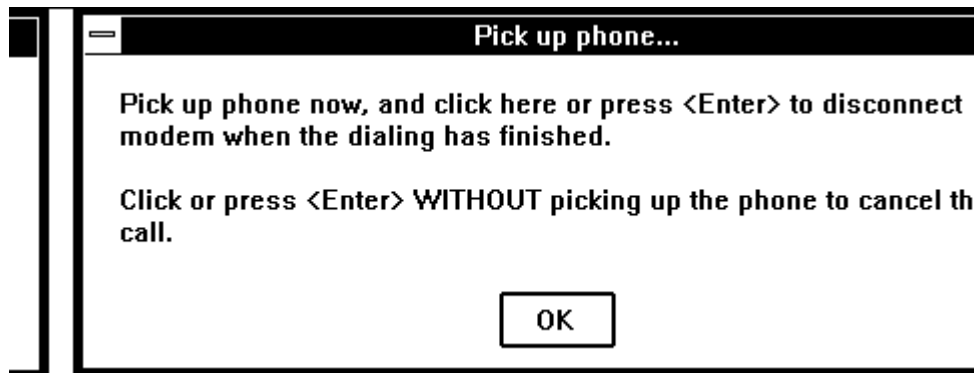 Pick up phone...
Pick up phone now, and click here or press <Enter> to disconnect
modem when the dialing has finished.
Click or press <Enter> WITHOUT picking up the phone to cancel th
call.
OK